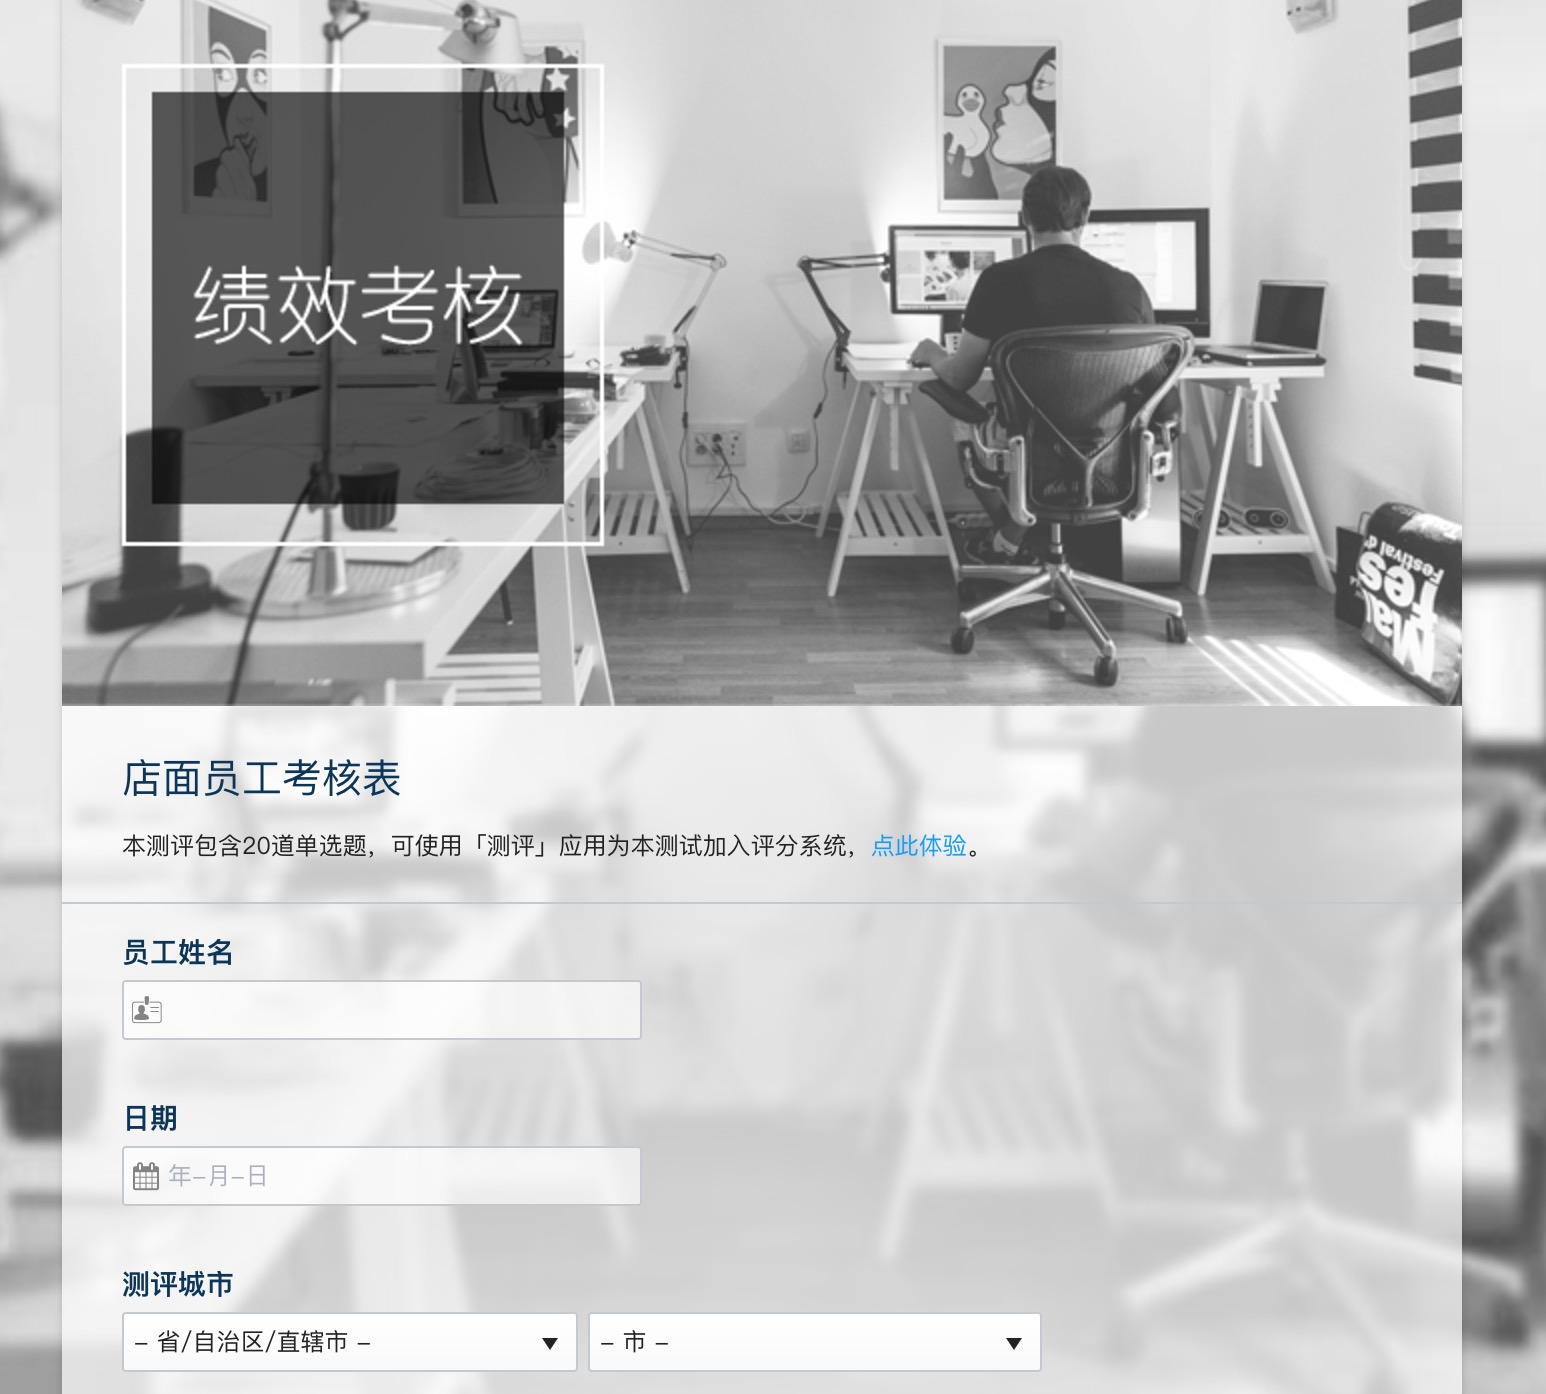 绩效考核
Festival d'
店面员工考核表
本测评包含20道单选题，可使用「测评」应用为本测试加入评分系统，点此体验。
员工姓名
日期
年-月-日
测评城市
- 省/自治区/直辖市 -
- 市 -